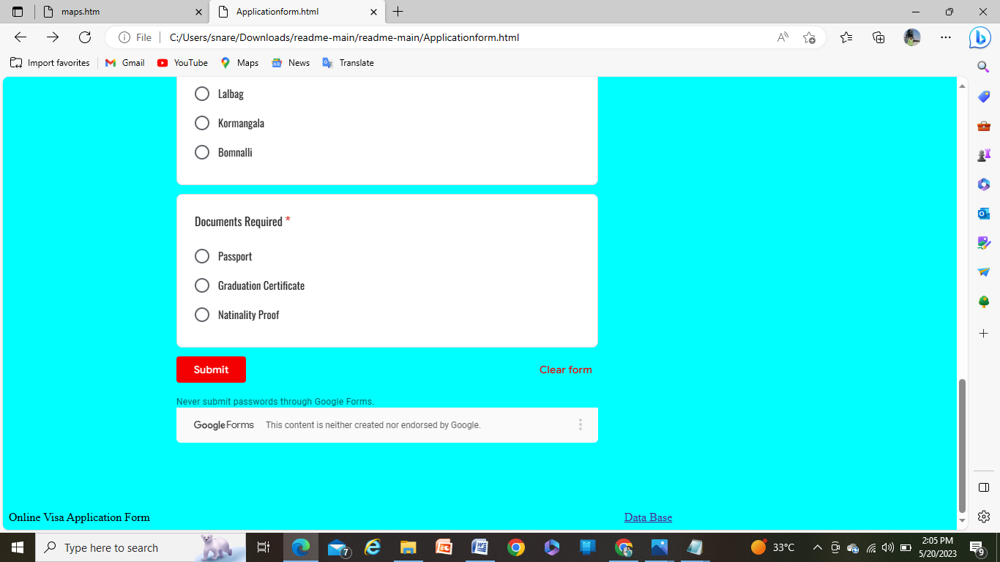 maps.htm
Applicationform.html
File
C:/Users/snare/Downloads/readme-main/readme-main/Applicationform.html
Import favorites
Gmail
YouTube
Maps
News
Translate
Lalbag
Kormangala
Bomnalli
Documents Required *
Passport
Graduation Certificate
Natinality Proof
Submit
Clear form
Never submit passwords through Google Forms.
Google Forms This content is neither created nor endorsed by Google.
Online Visa Application Form
Data Base
Type here to search
7
33°C
2:05 PM
5/20/2023
9